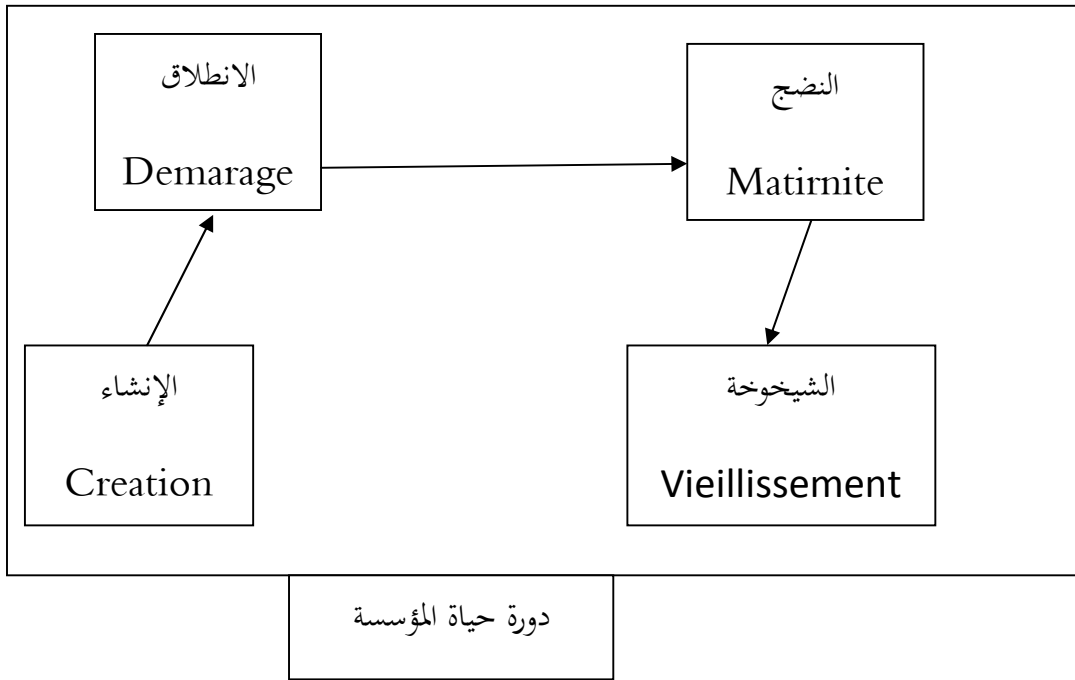 الانطلاق
Demarage
النضج
Matirnite
الإنشاء
Creation
الشيخوخة
Vieillissement
دورة حياة المؤسسة